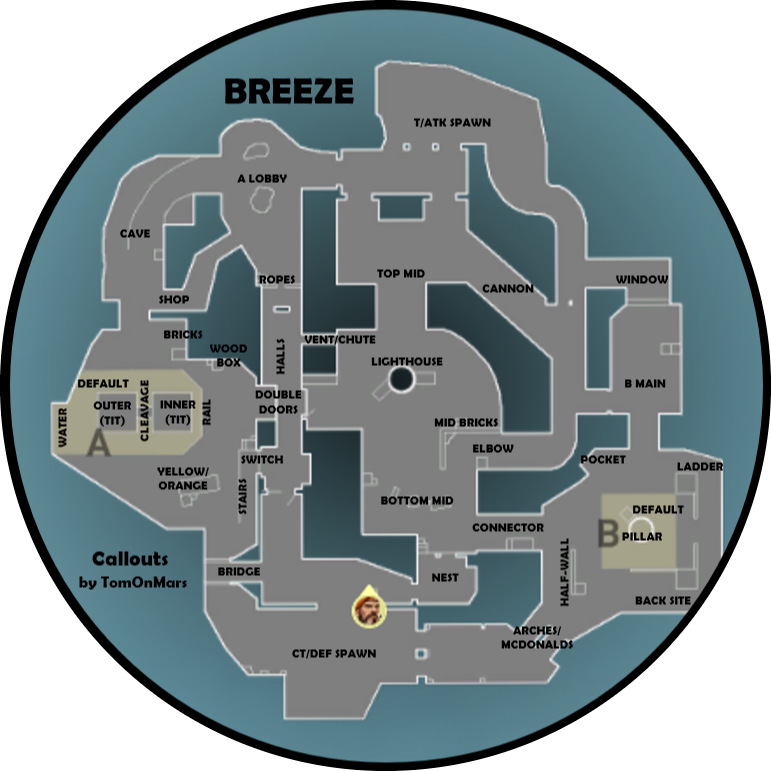 BREEZE
T/ATK SPAWN
A LOBBY
CAVE
ROPES
TOP MID
CANNON
WINDOW
SHOP
BRICKS
WOOD
BOX
HALLS
VENT/CHUTE
LIGHTHOUSE
DEFAULT
CLEAVAGE
OUTER
(TIT)
INNER
(TIT)
RAIL
WATER
A
DOUBLE
DOORS
B MAIN
MID BRICKS
ELBOW
POCKET
LADDER
SWITCH
YELLOW/
ORANGE
STAIRS
BOTTOM MID
CONNECTOR
DEFAULT
B
PILLAR
HALF-WALL
BACK SITE
Callouts
by TomOnMars
BRIDGE
NEST
ARCHES/
MCDONALDS
CT/DEF SPAWN